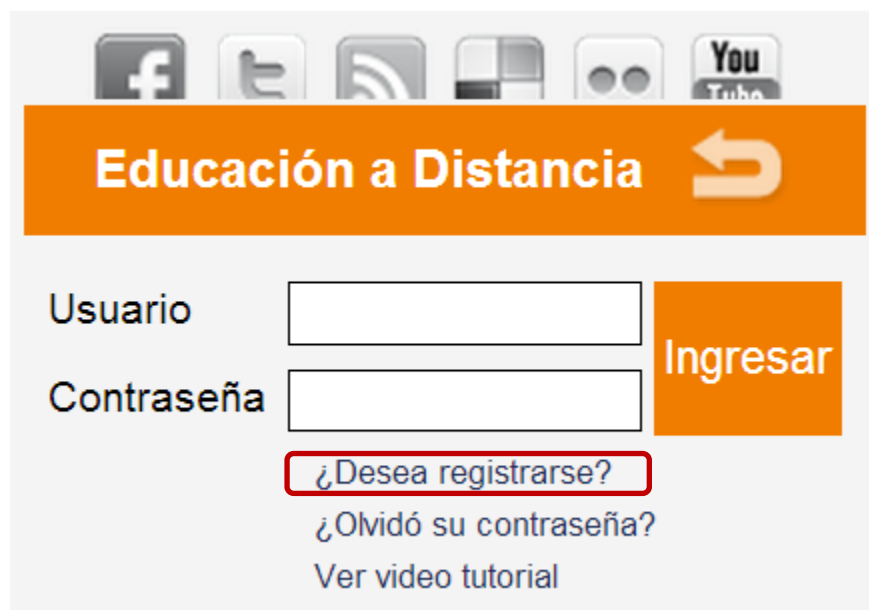 You
Tube
Educación a Distancia
Usuario
Ingresar
Contraseña
¿Desea registrarse?
¿Olvidó su contraseña?
Ver video tutorial